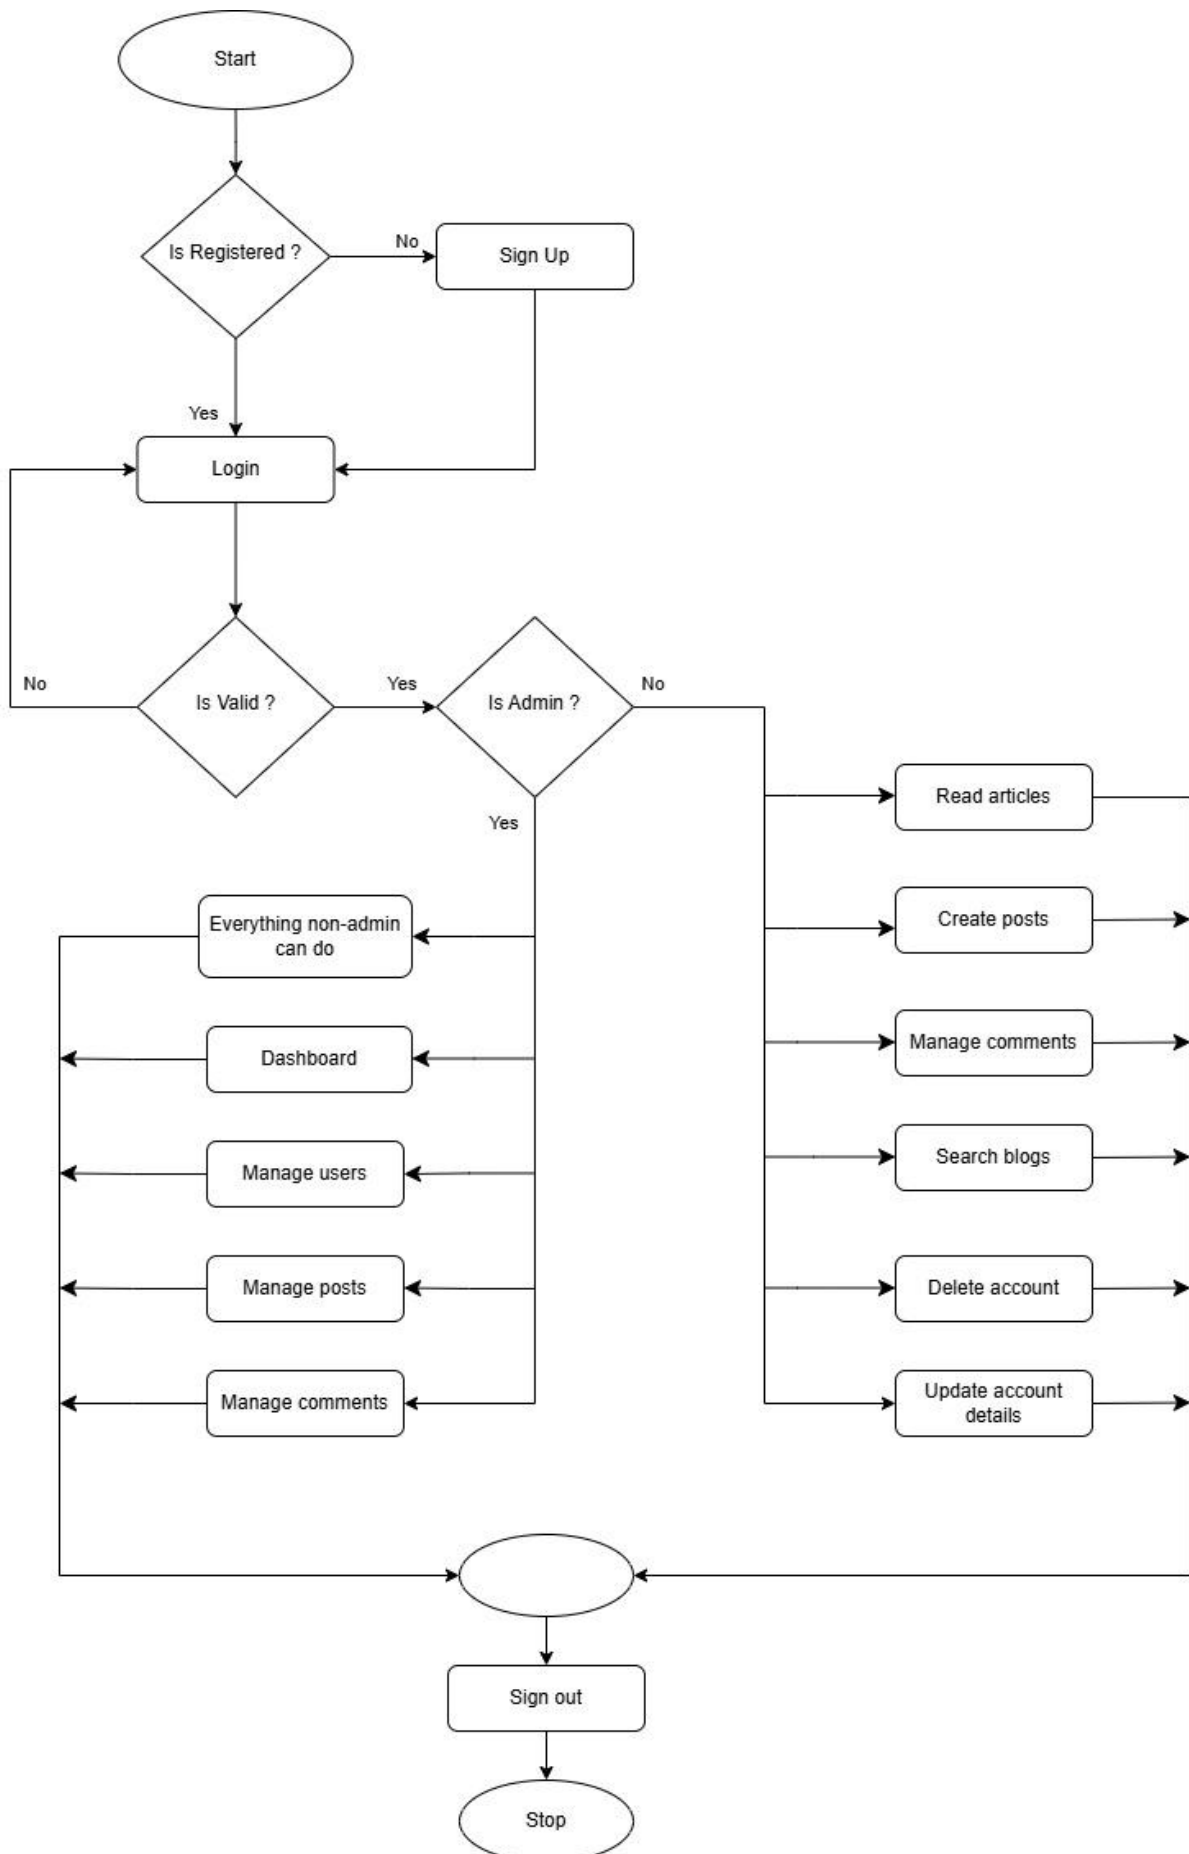 Start
Is Registered ?
No
Sign Up
Yes
Login
No
Is Valid ?
Yes
Is Admin ?
No
Yes
Read articles
Everything non-admin
can do
Create posts
Dashboard
Manage comments
Manage users
Search blogs
Manage posts
Delete account
Manage comments
Update account
details
Sign out
Stop